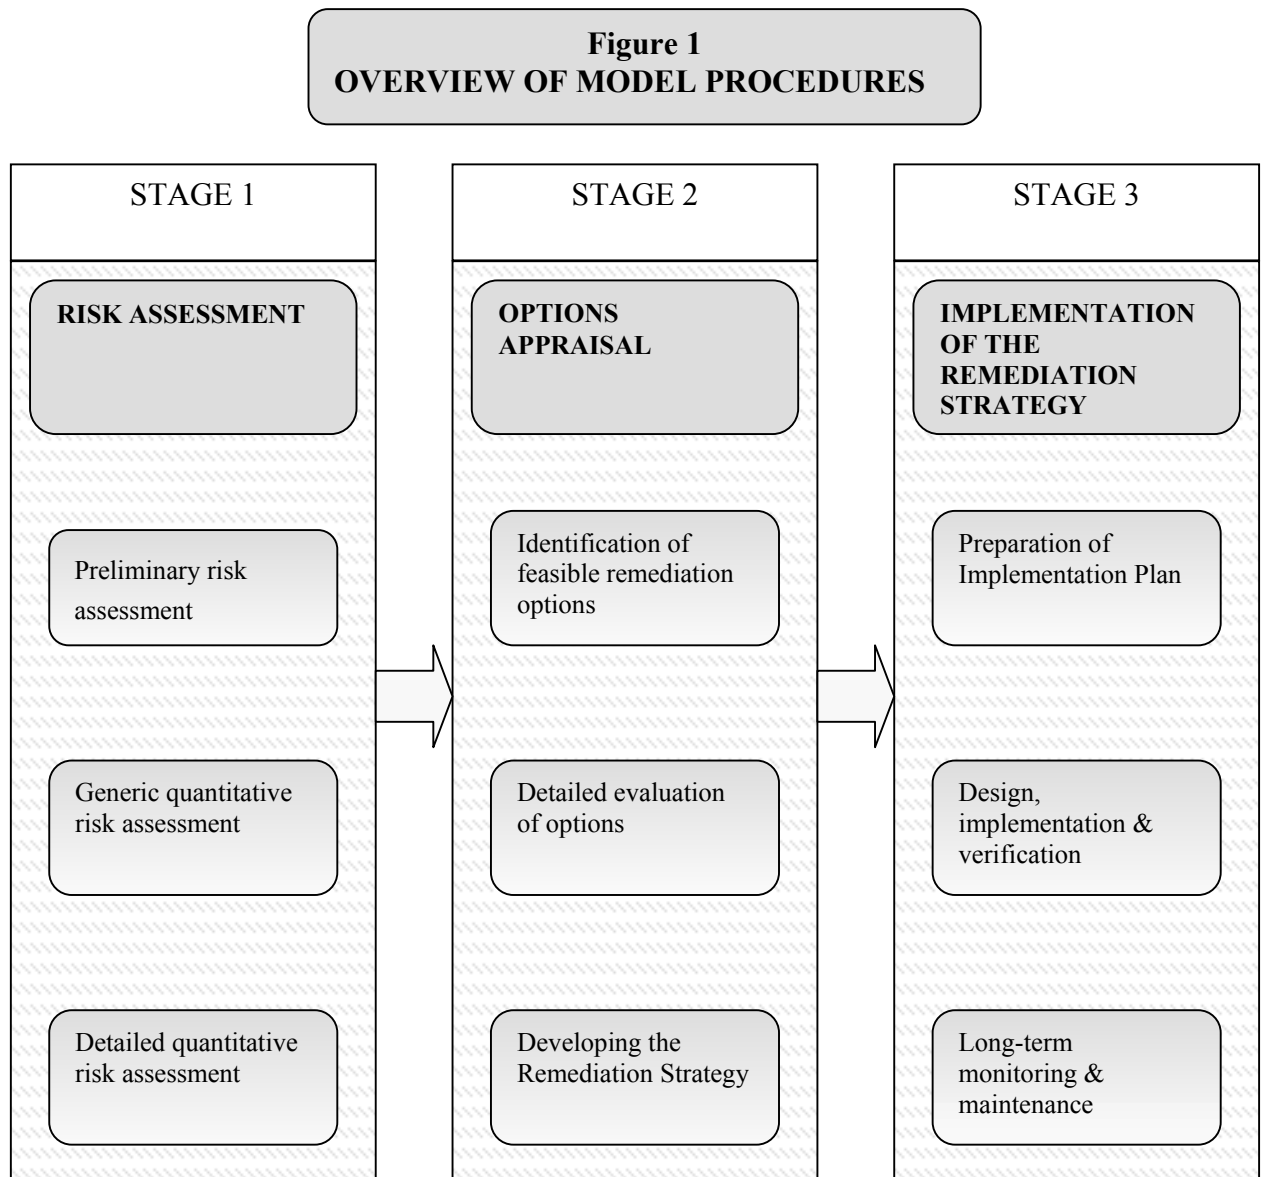 Figure 1
OVERVIEW OF MODEL PROCEDURES
STAGE 1
RISK ASSESSMENT
Preliminary risk
assessment
Generic quantitative
risk assessment
Detailed quantitative
risk assessment
STAGE 2
OPTIONS
APPRAISAL
Identification of
feasible remediation
options
Detailed evaluation
of options
Developing the
Remediation Strategy
STAGE 3
IMPLEMENTATION
OF THE
REMEDIATION
STRATEGY
Preparation of
Implementation Plan
Design,
implementation &
verification
Long-term
monitoring &
maintenance